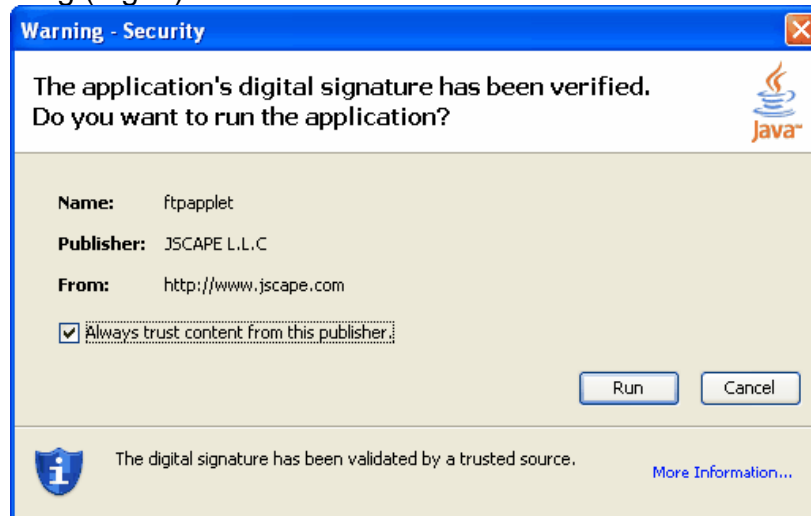 Warning - Security
The application's digital signature has been verified.
Do you want to run the application?
Java™
Name: ftpapplet
Publisher: JSCAPE L.L.C
From: http://www.jscape.com
Always trust content from this publisher.
Run Cancel
The digital signature has been validated by a trusted source.
More Information...